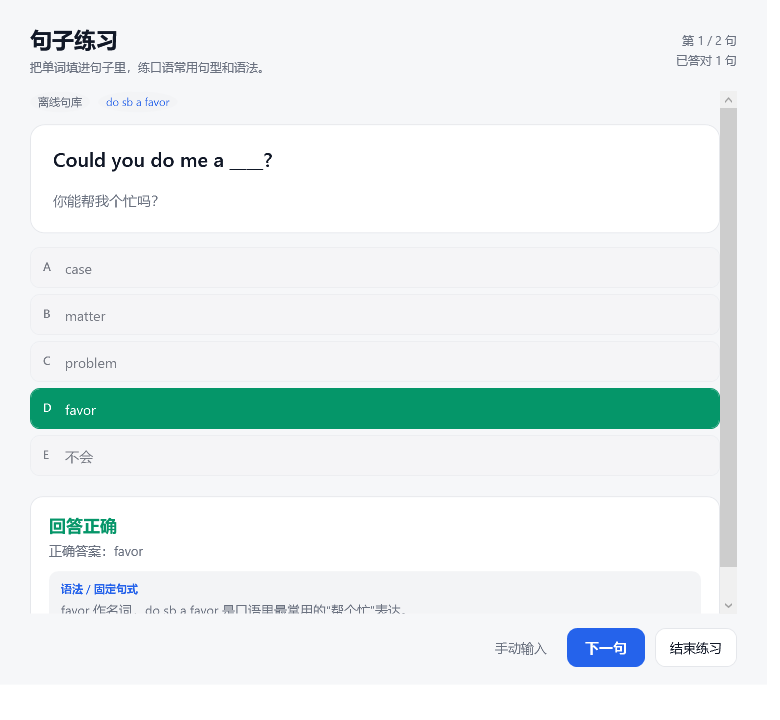 句子练习
第 1 / 2 句
把单词填进句子里，练口语常用句型和语法。
已答对 1 句
离线句库
do sb a favor
Could you do me a ____?
你能帮我个忙吗？
A case
B matter
C problem
D favor
E 不会
回答正确
正确答案：favor
语法 / 固定句式
favor 作名词，do sb a favor 是口语里最常用的"帮个忙"表达。
手动输入
下一句
结束练习